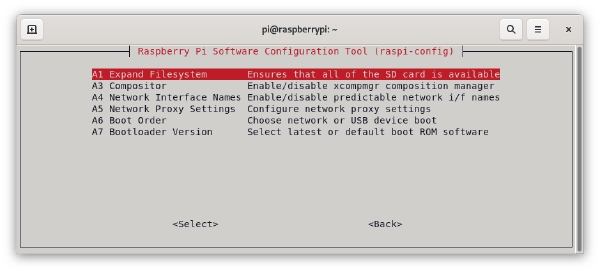 pi@raspberrypi: ~
Raspberry Pi Software Configuration Tool (raspi-config)
A1 Expand Filesystem Ensures that all of the SD card is available
A3 Compositor Enable/disable xcompmgr composition manager
A4 Network Interface Names Enable/disable predictable network i/f names
A5 Network Proxy Settings Configure network proxy settings
A6 Boot Order Choose network or USB device boot
A7 Bootloader Version Select latest or default boot ROM software
<Select> <Back>